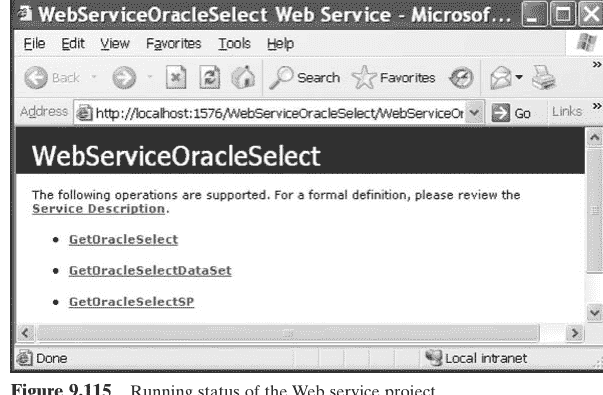 WebServiceOracleSelect Web Service - Microsof...
File Edit View Favorites Tools Help
Back Search Favorites
Address http://localhost:1576/WebServiceOracleSelect/WebServiceOr Go Links
WebServiceOracleSelect
The following operations are supported. For a formal definition, please review the
Service Description.
• GetOracleSelect
• GetOracleSelectDataSet
• GetOracleSelectSP
Done Local intranet
Figure 9.115 Running status of the Web service project